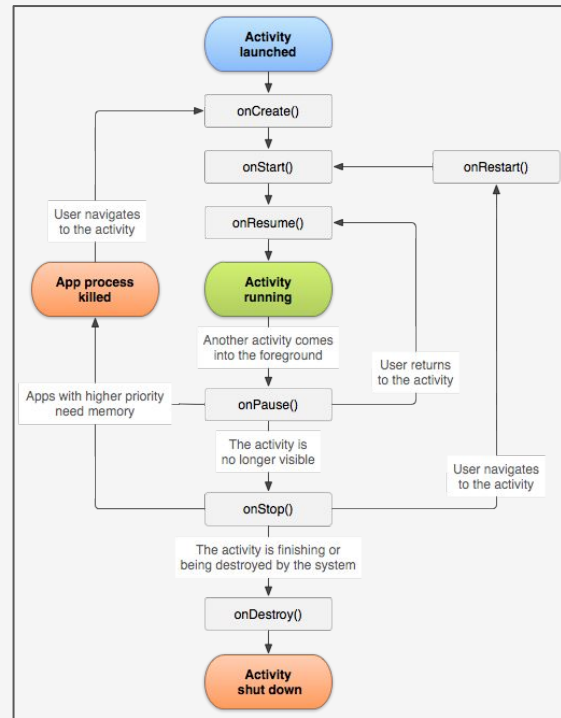 Activity
launched
onCreate()
onStart()
onRestart()
User navigates
to the activity
onResume()
App process
killed
Activity
running
Another activity comes
into the foreground
User returns
to the activity
Apps with higher priority
need memory
onPause()
The activity is
no longer visible
User navigates
to the activity
onStop()
The activity is finishing or
being destroyed by the system
onDestroy()
Activity
shut down